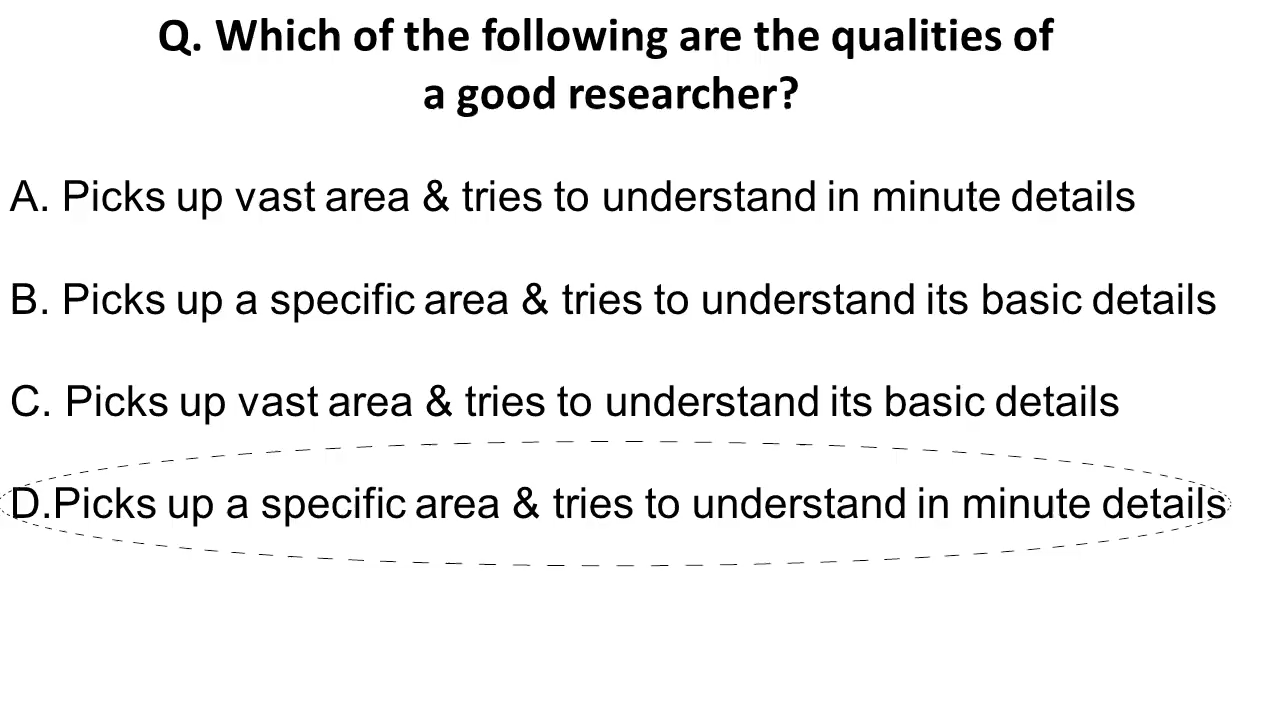 Q. Which of the following are the qualities of
a good researcher?
A. Picks up vast area & tries to understand in minute details
B. Picks up a specific area & tries to understand its basic details
C. Picks up vast area & tries to understand its basic details
D.Picks up a specific area & tries to understand in minute details